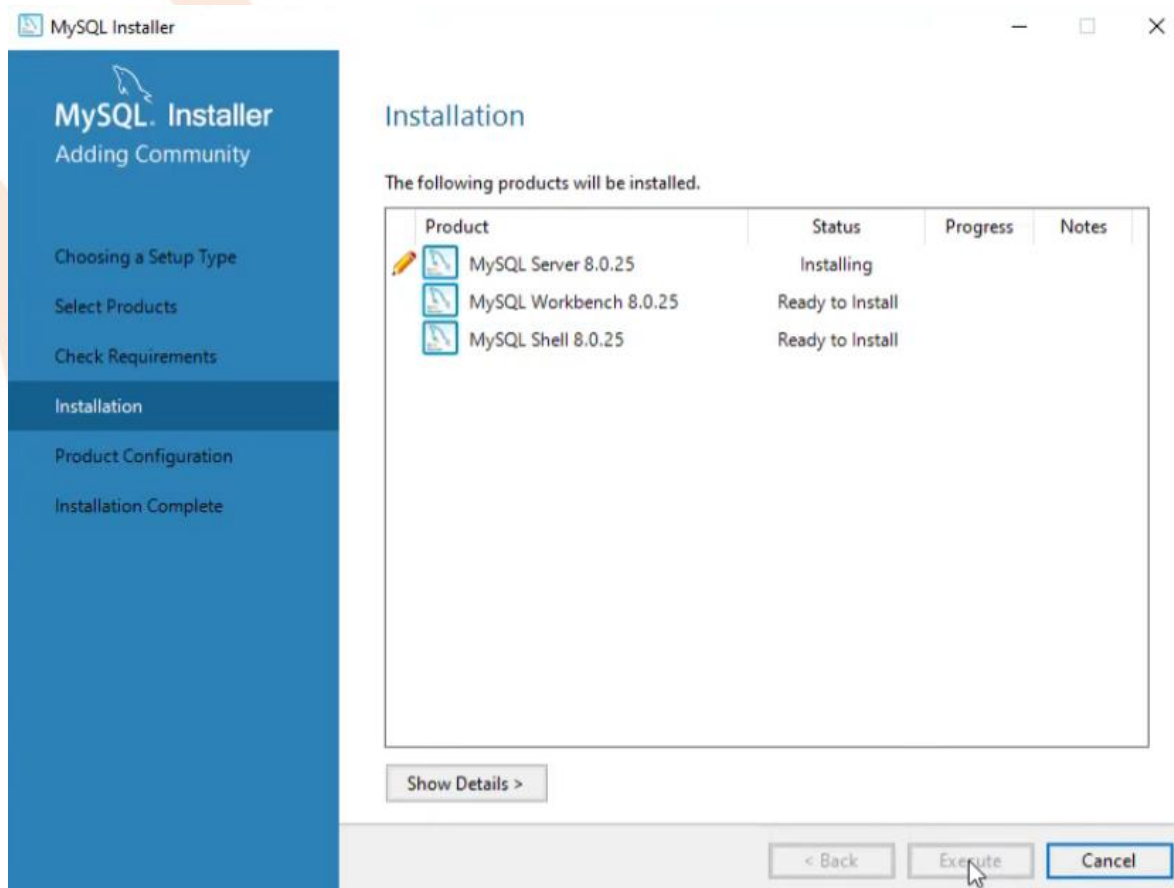 MySQL Installer
MySQL. Installer
Adding Community
Choosing a Setup Type
Select Products
Check Requirements
Installation
Product Configuration
Installation Complete
Installation
The following products will be installed.
Product Status Progress Notes
MySQL Server 8.0.25 Installing
MySQL Workbench 8.0.25 Ready to Install
MySQL Shell 8.0.25 Ready to Install
Show Details >
< Back Execute Cancel